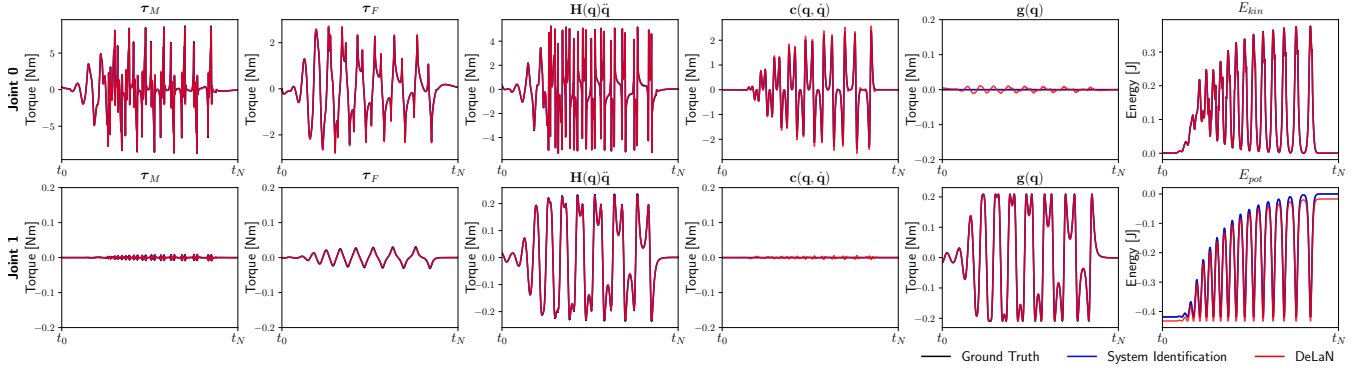 τ_M τ_F H(q)q̈ c(q, q̇) g(q) E_kin
Joint 0
Torque [Nm] 5 0 −5 t_0 t_N
Torque [Nm] 2 0 −2 t_0 t_N
Torque [Nm] 4 2 0 −2 −4 t_0 t_N
Torque [Nm] 2 1 0 −1 −2 t_0 t_N
Torque [Nm] 0.2 0.1 0.0 −0.1 −0.2 t_0 t_N
Energy [J] 0.3 0.2 0.1 0.0 t_0 t_N
τ_M τ_F H(q)q̈ c(q, q̇) g(q) E_pot
Joint 1
Torque [Nm] 0.2 0.1 0.0 −0.1 −0.2 t_0 t_N
Torque [Nm] 0.2 0.1 0.0 −0.1 −0.2 t_0 t_N
Torque [Nm] 0.2 0.1 0.0 −0.1 −0.2 t_0 t_N
Torque [Nm] 0.2 0.1 0.0 −0.1 −0.2 t_0 t_N
Torque [Nm] 0.2 0.1 0.0 −0.1 −0.2 t_0 t_N
Energy [J] 0.0 −0.1 −0.2 −0.3 −0.4 t_0 t_N
Ground Truth System Identification DeLaN